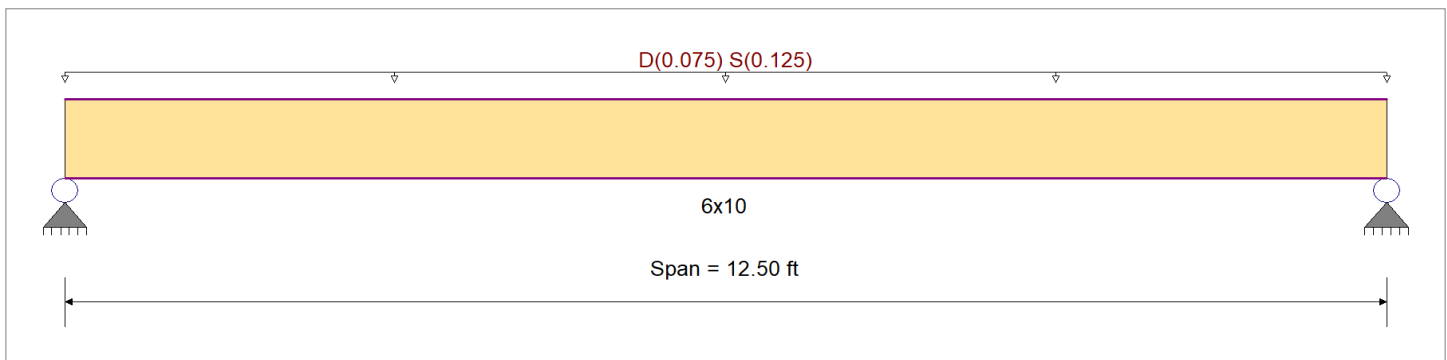 D(0.075) S(0.125)
6x10
Span = 12.50 ft